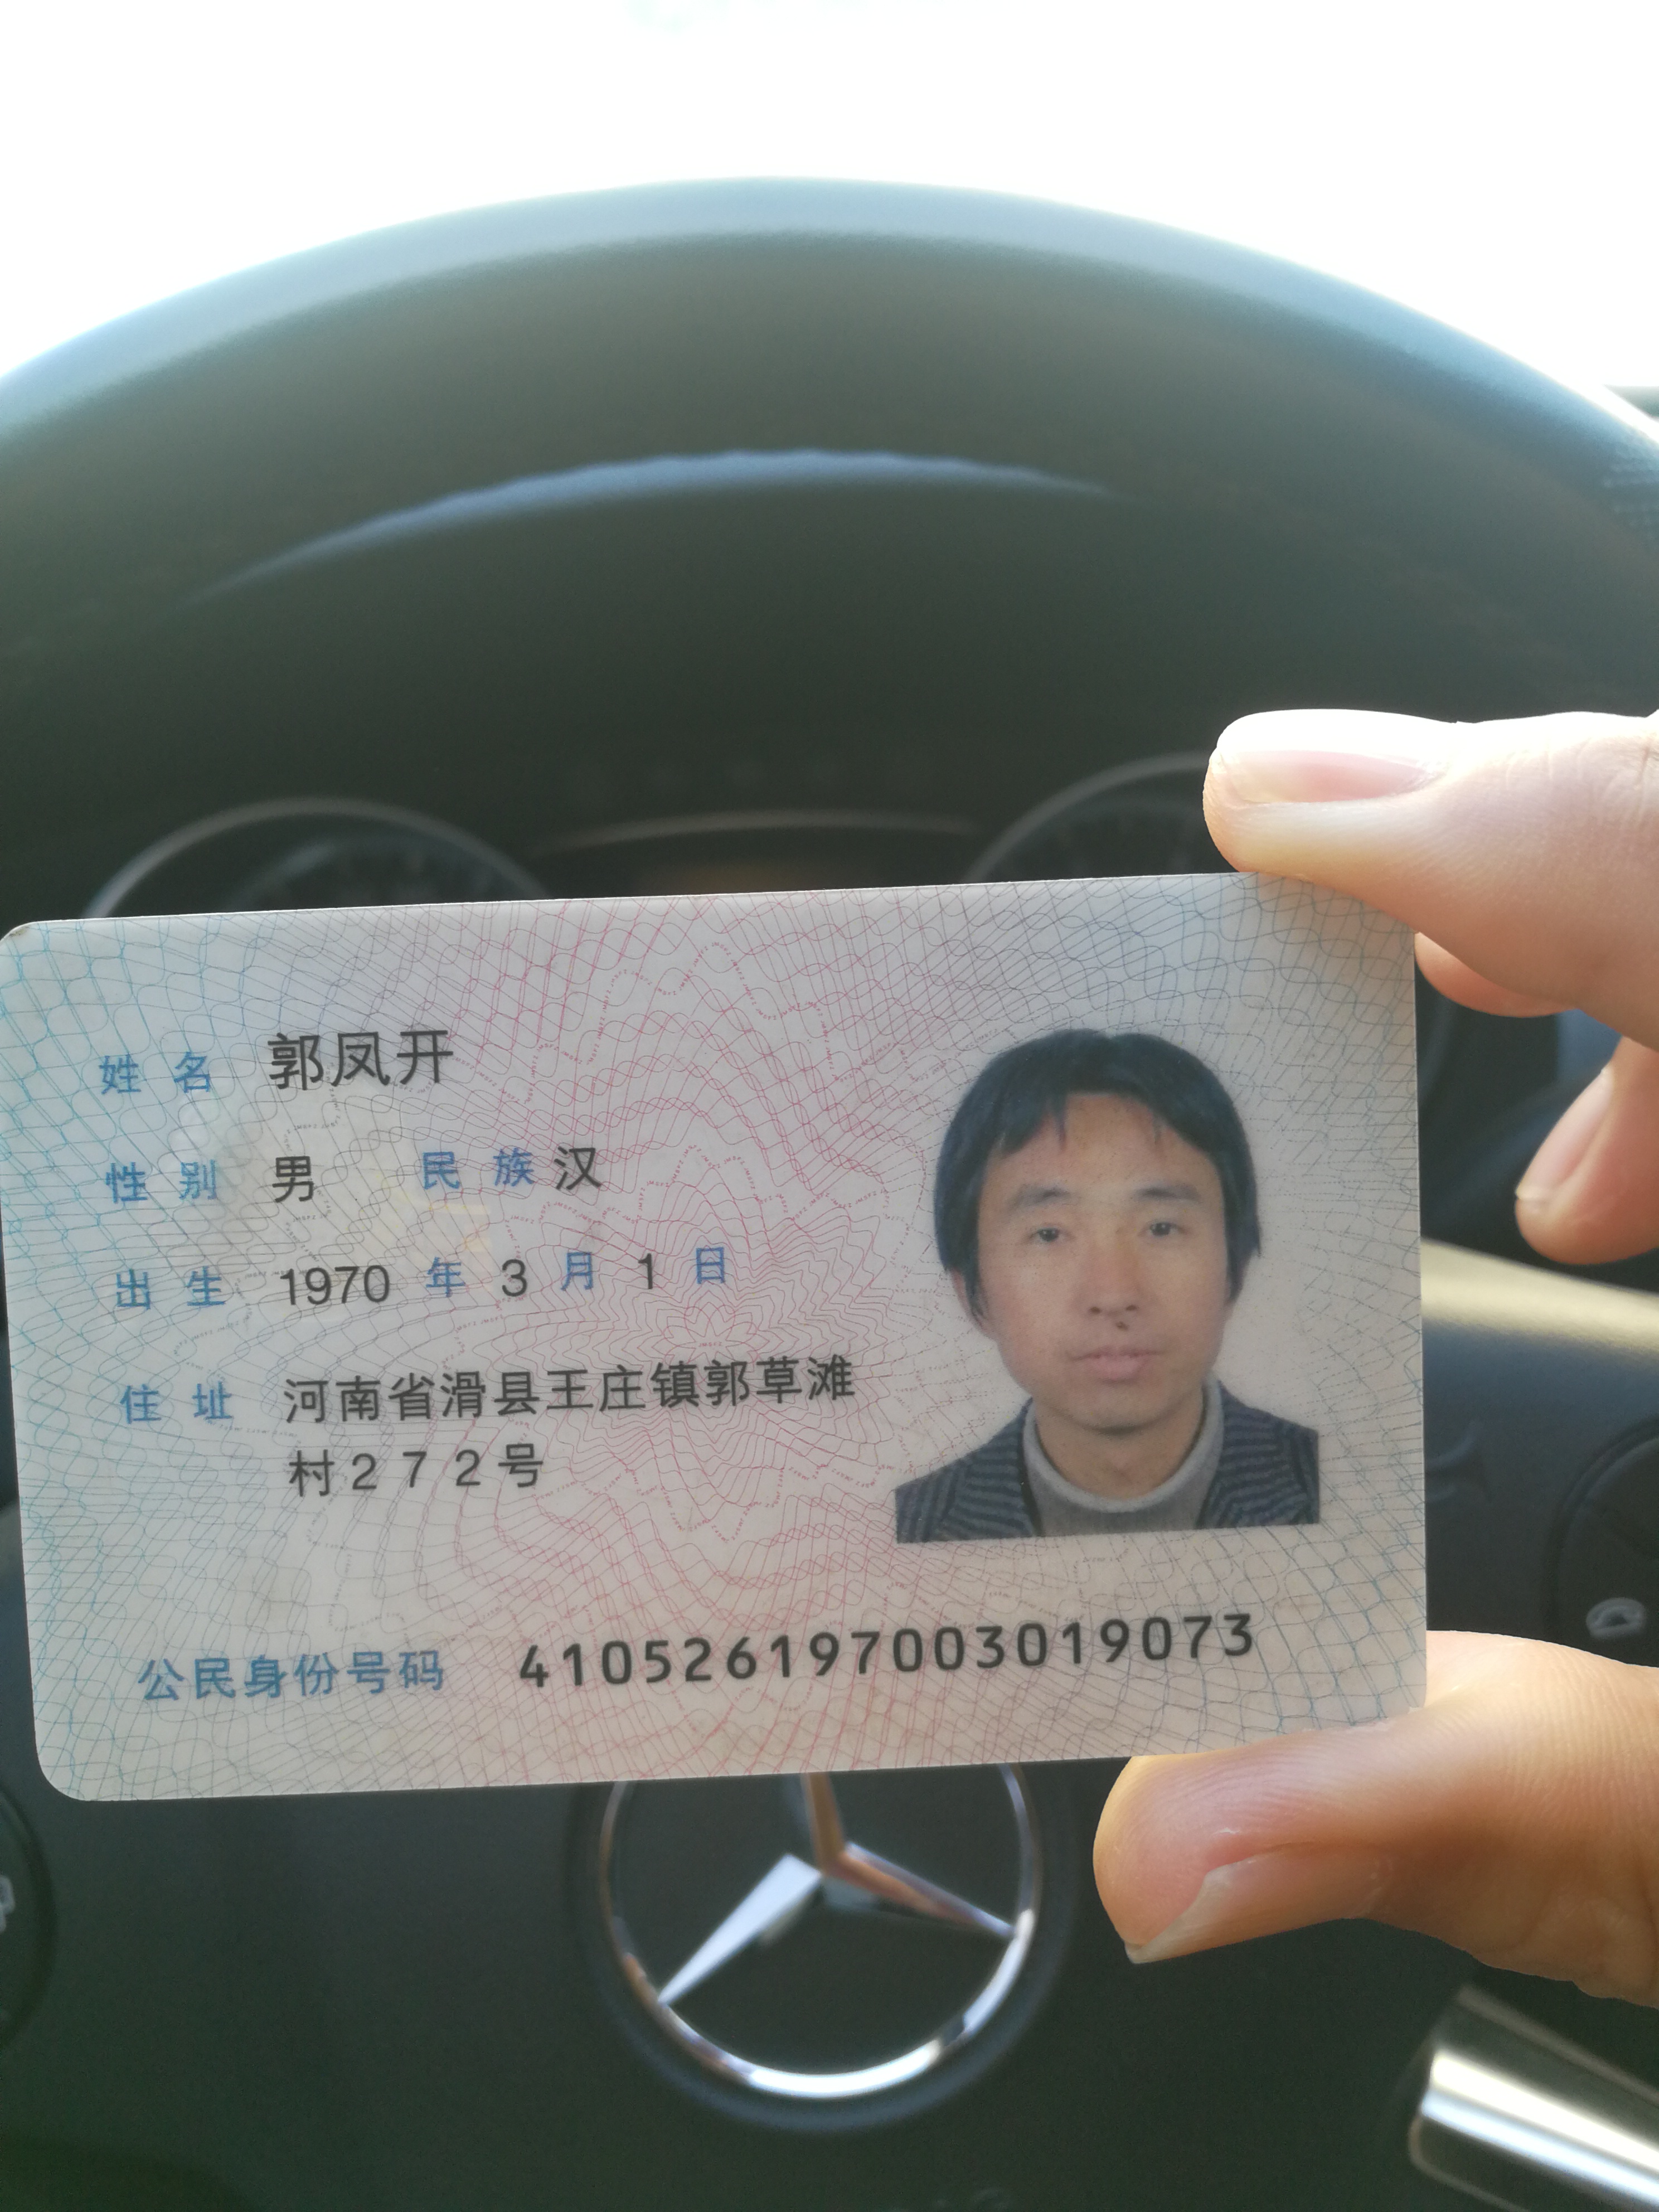 姓名 郭凤开
性别 男 民族 汉
出生 1970 年 3 月 1 日
住址 河南省滑县王庄镇郭草滩
村272号
公民身份号码 410526197003019073